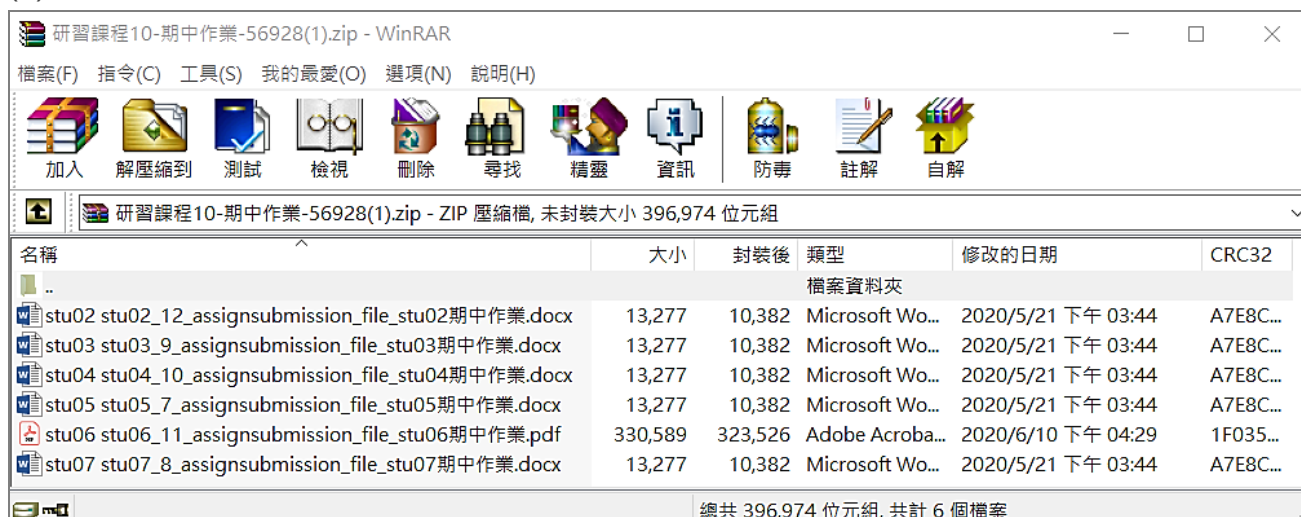 研習課程10-期中作業-56928(1).zip - WinRAR
檔案(F) 指令(C) 工具(S) 我的最愛(O) 選項(N) 說明(H)
加入 解壓縮到 測試 檢視 刪除 尋找 精靈 資訊 防毒 註解 自解
研習課程10-期中作業-56928(1).zip - ZIP 壓縮檔, 未封裝大小 396,974 位元組
名稱 大小 封裝後 類型 修改的日期 CRC32
.. 檔案資料夾
stu02 stu02_12_assignsubmission_file_stu02期中作業.docx 13,277 10,382 Microsoft Wo... 2020/5/21 下午 03:44 A7E8C...
stu03 stu03_9_assignsubmission_file_stu03期中作業.docx 13,277 10,382 Microsoft Wo... 2020/5/21 下午 03:44 A7E8C...
stu04 stu04_10_assignsubmission_file_stu04期中作業.docx 13,277 10,382 Microsoft Wo... 2020/5/21 下午 03:44 A7E8C...
stu05 stu05_7_assignsubmission_file_stu05期中作業.docx 13,277 10,382 Microsoft Wo... 2020/5/21 下午 03:44 A7E8C...
stu06 stu06_11_assignsubmission_file_stu06期中作業.pdf 330,589 323,526 Adobe Acroba... 2020/6/10 下午 04:29 1F035...
stu07 stu07_8_assignsubmission_file_stu07期中作業.docx 13,277 10,382 Microsoft Wo... 2020/5/21 下午 03:44 A7E8C...
總共 396,974 位元組, 共計 6 個檔案